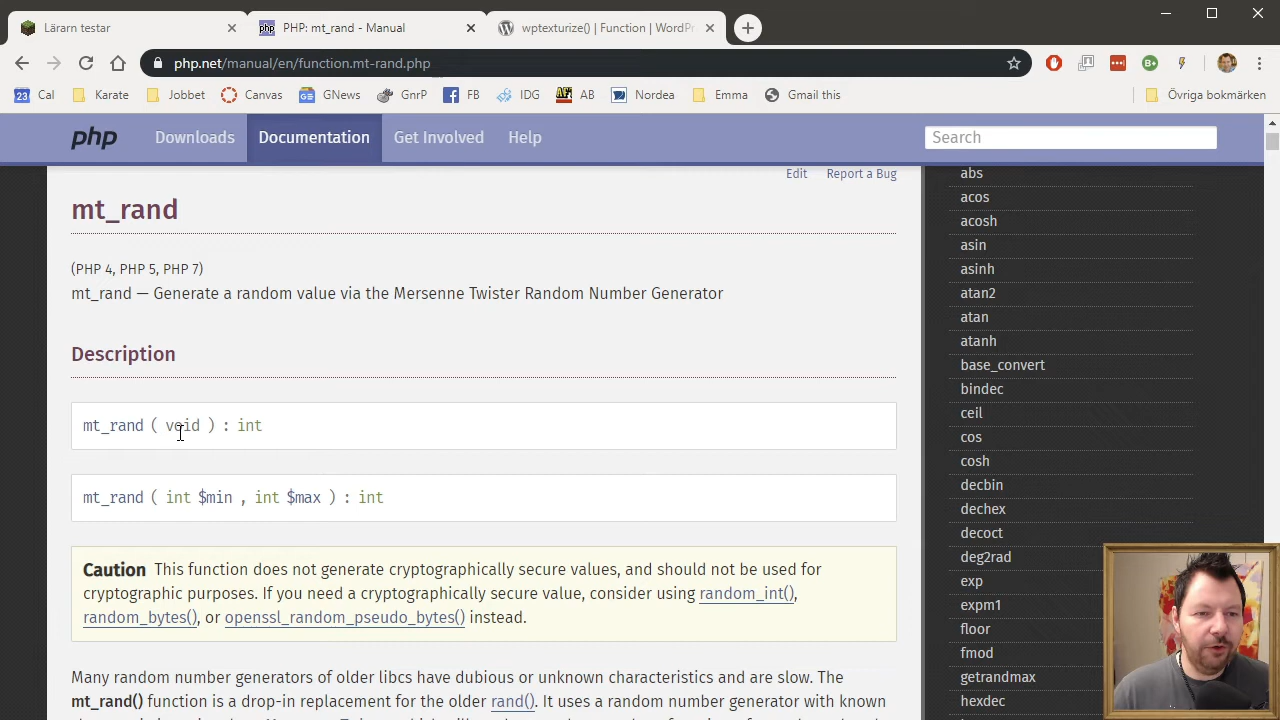 Lärarn testar
PHP: mt_rand - Manual
wptexturize() | Function | WordPr
php.net/manual/en/function.mt-rand.php
23 Cal
Karate
Jobbet
Canvas
GNews
GnrP
FB
IDG
AB
Nordea
Emma
Gmail this
Övriga bokmärken
php
Downloads
Documentation
Get Involved
Help
Search
Edit
Report a Bug
mt_rand
(PHP 4, PHP 5, PHP 7)
mt_rand — Generate a random value via the Mersenne Twister Random Number Generator
Description
mt_rand ( void ) : int
mt_rand ( int $min , int $max ) : int
Caution This function does not generate cryptographically secure values, and should not be used for
cryptographic purposes. If you need a cryptographically secure value, consider using random_int(),
random_bytes(), or openssl_random_pseudo_bytes() instead.
Many random number generators of older libcs have dubious or unknown characteristics and are slow. The
mt_rand() function is a drop-in replacement for the older rand(). It uses a random number generator with known
abs
acos
acosh
asin
asinh
atan2
atan
atanh
base_convert
bindec
ceil
cos
cosh
decbin
dechex
decoct
deg2rad
exp
expm1
floor
fmod
getrandmax
hexdec